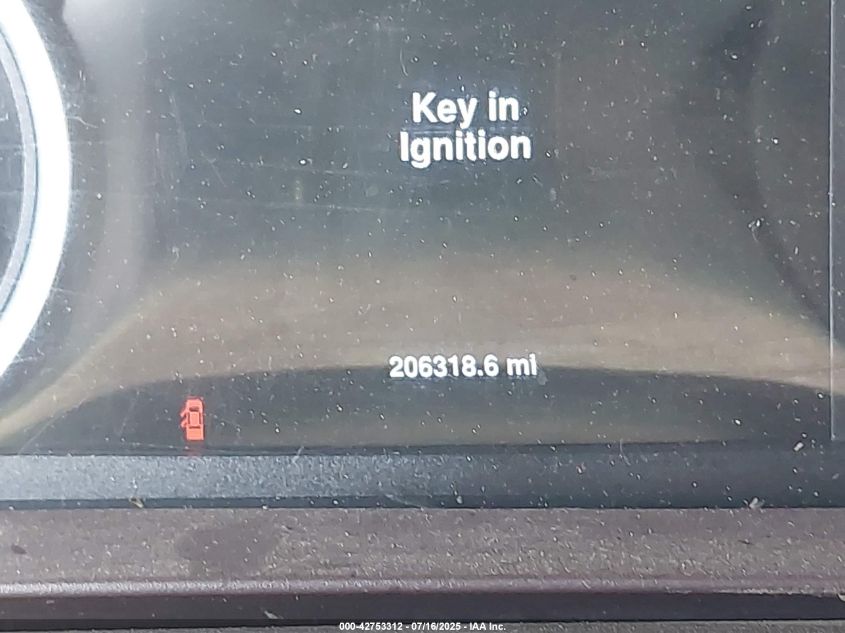 Key in
Ignition
206318.6 mi
000-42753312 - 07/16/2025 - IAA Inc.